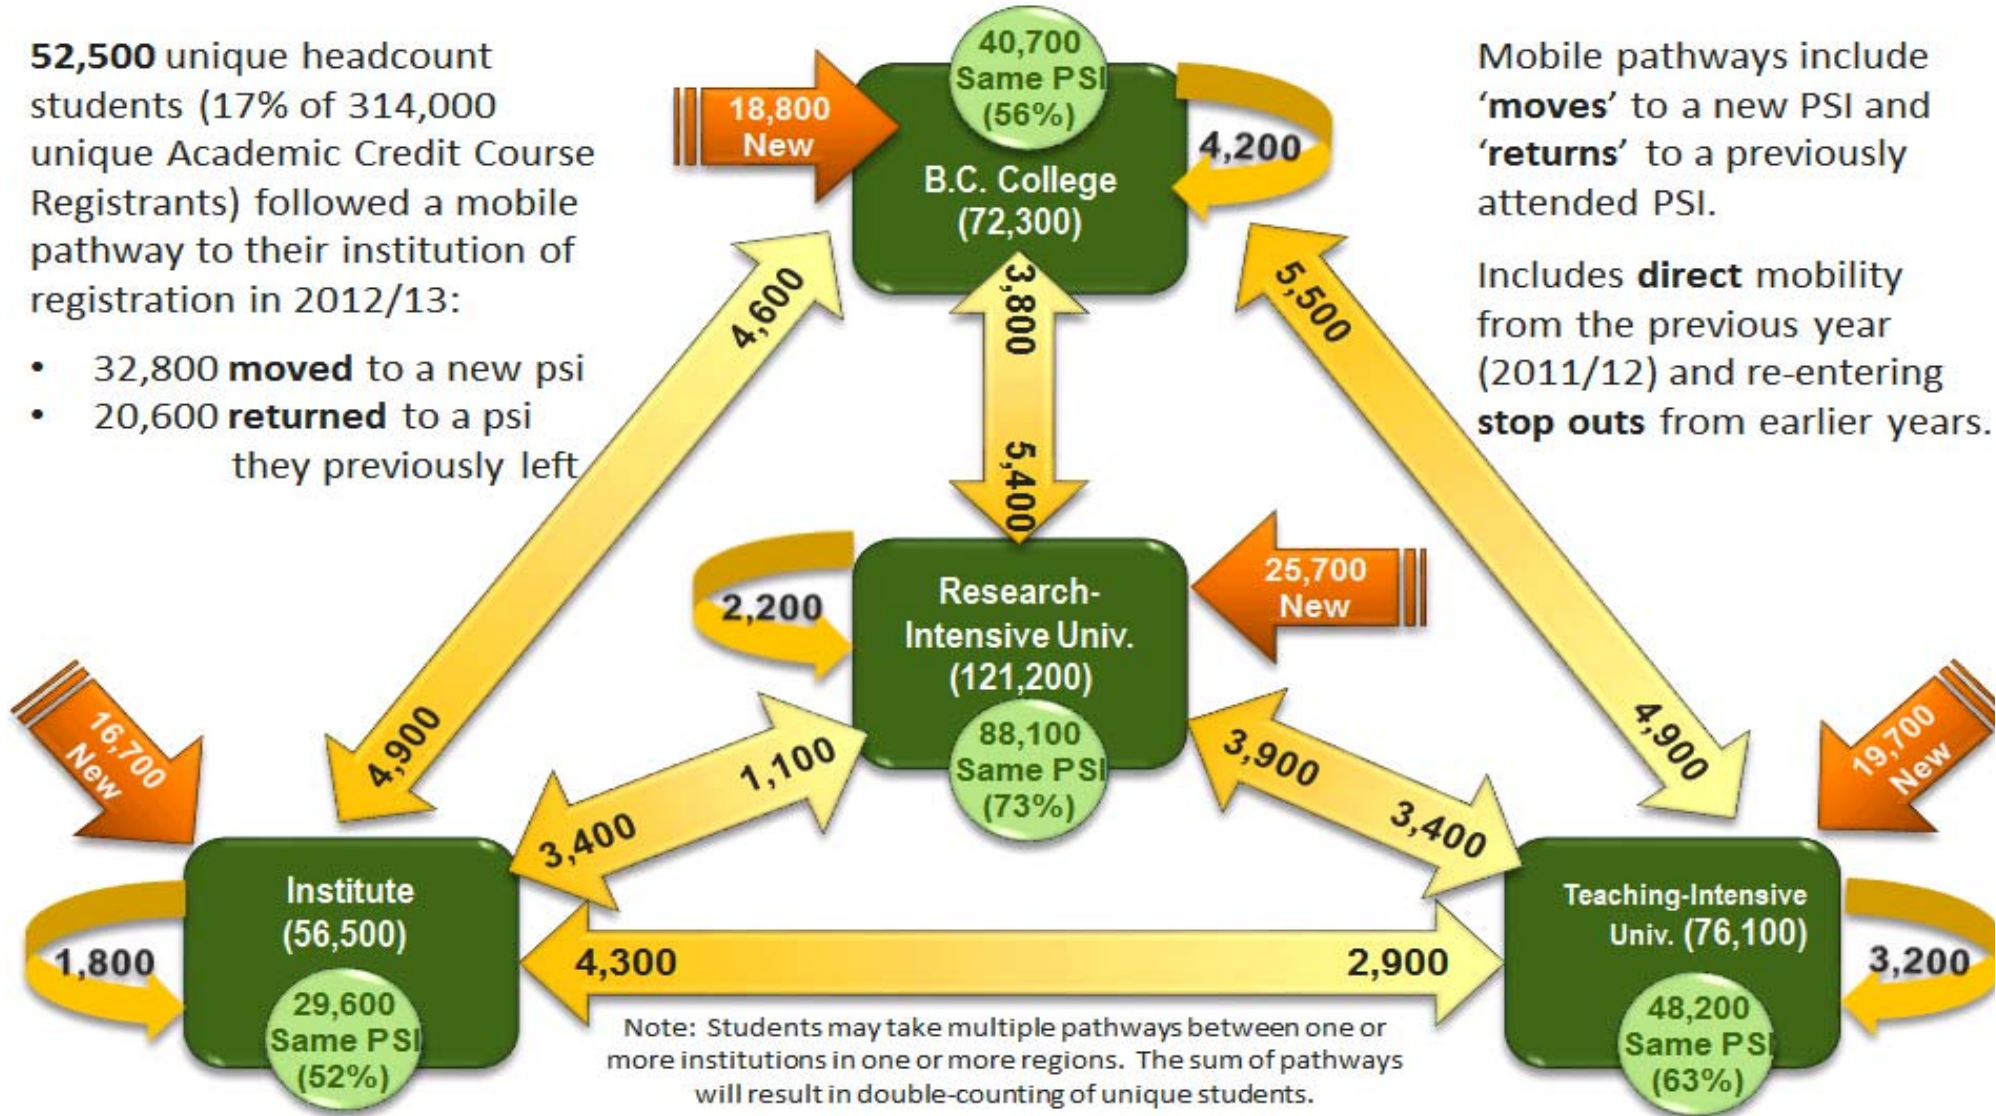 52,500 unique headcount
students (17% of 314,000
unique Academic Credit Course
Registrants) followed a mobile
pathway to their institution of
registration in 2012/13:
• 32,800 moved to a new psi
• 20,600 returned to a psi
they previously left
Mobile pathways include
‘moves’ to a new PSI and
‘returns’ to a previously
attended PSI.
Includes direct mobility
from the previous year
(2011/12) and re-entering
stop outs from earlier years.
18,800
New
40,700
Same PSI
(56%)
B.C. College
(72,300)
4,200
4,600
4,900
3,800
5,400
5,500
4,900
2,200
Research-
Intensive Univ.
(121,200)
88,100
Same PSI
(73%)
25,700
New
16,700
New
3,400
1,100
3,900
3,400
19,700
New
Institute
(56,500)
29,600
Same PSI
(52%)
1,800
4,300
2,900
Teaching-Intensive
Univ. (76,100)
48,200
Same PSI
(63%)
3,200
Note: Students may take multiple pathways between one or
more institutions in one or more regions. The sum of pathways
will result in double-counting of unique students.